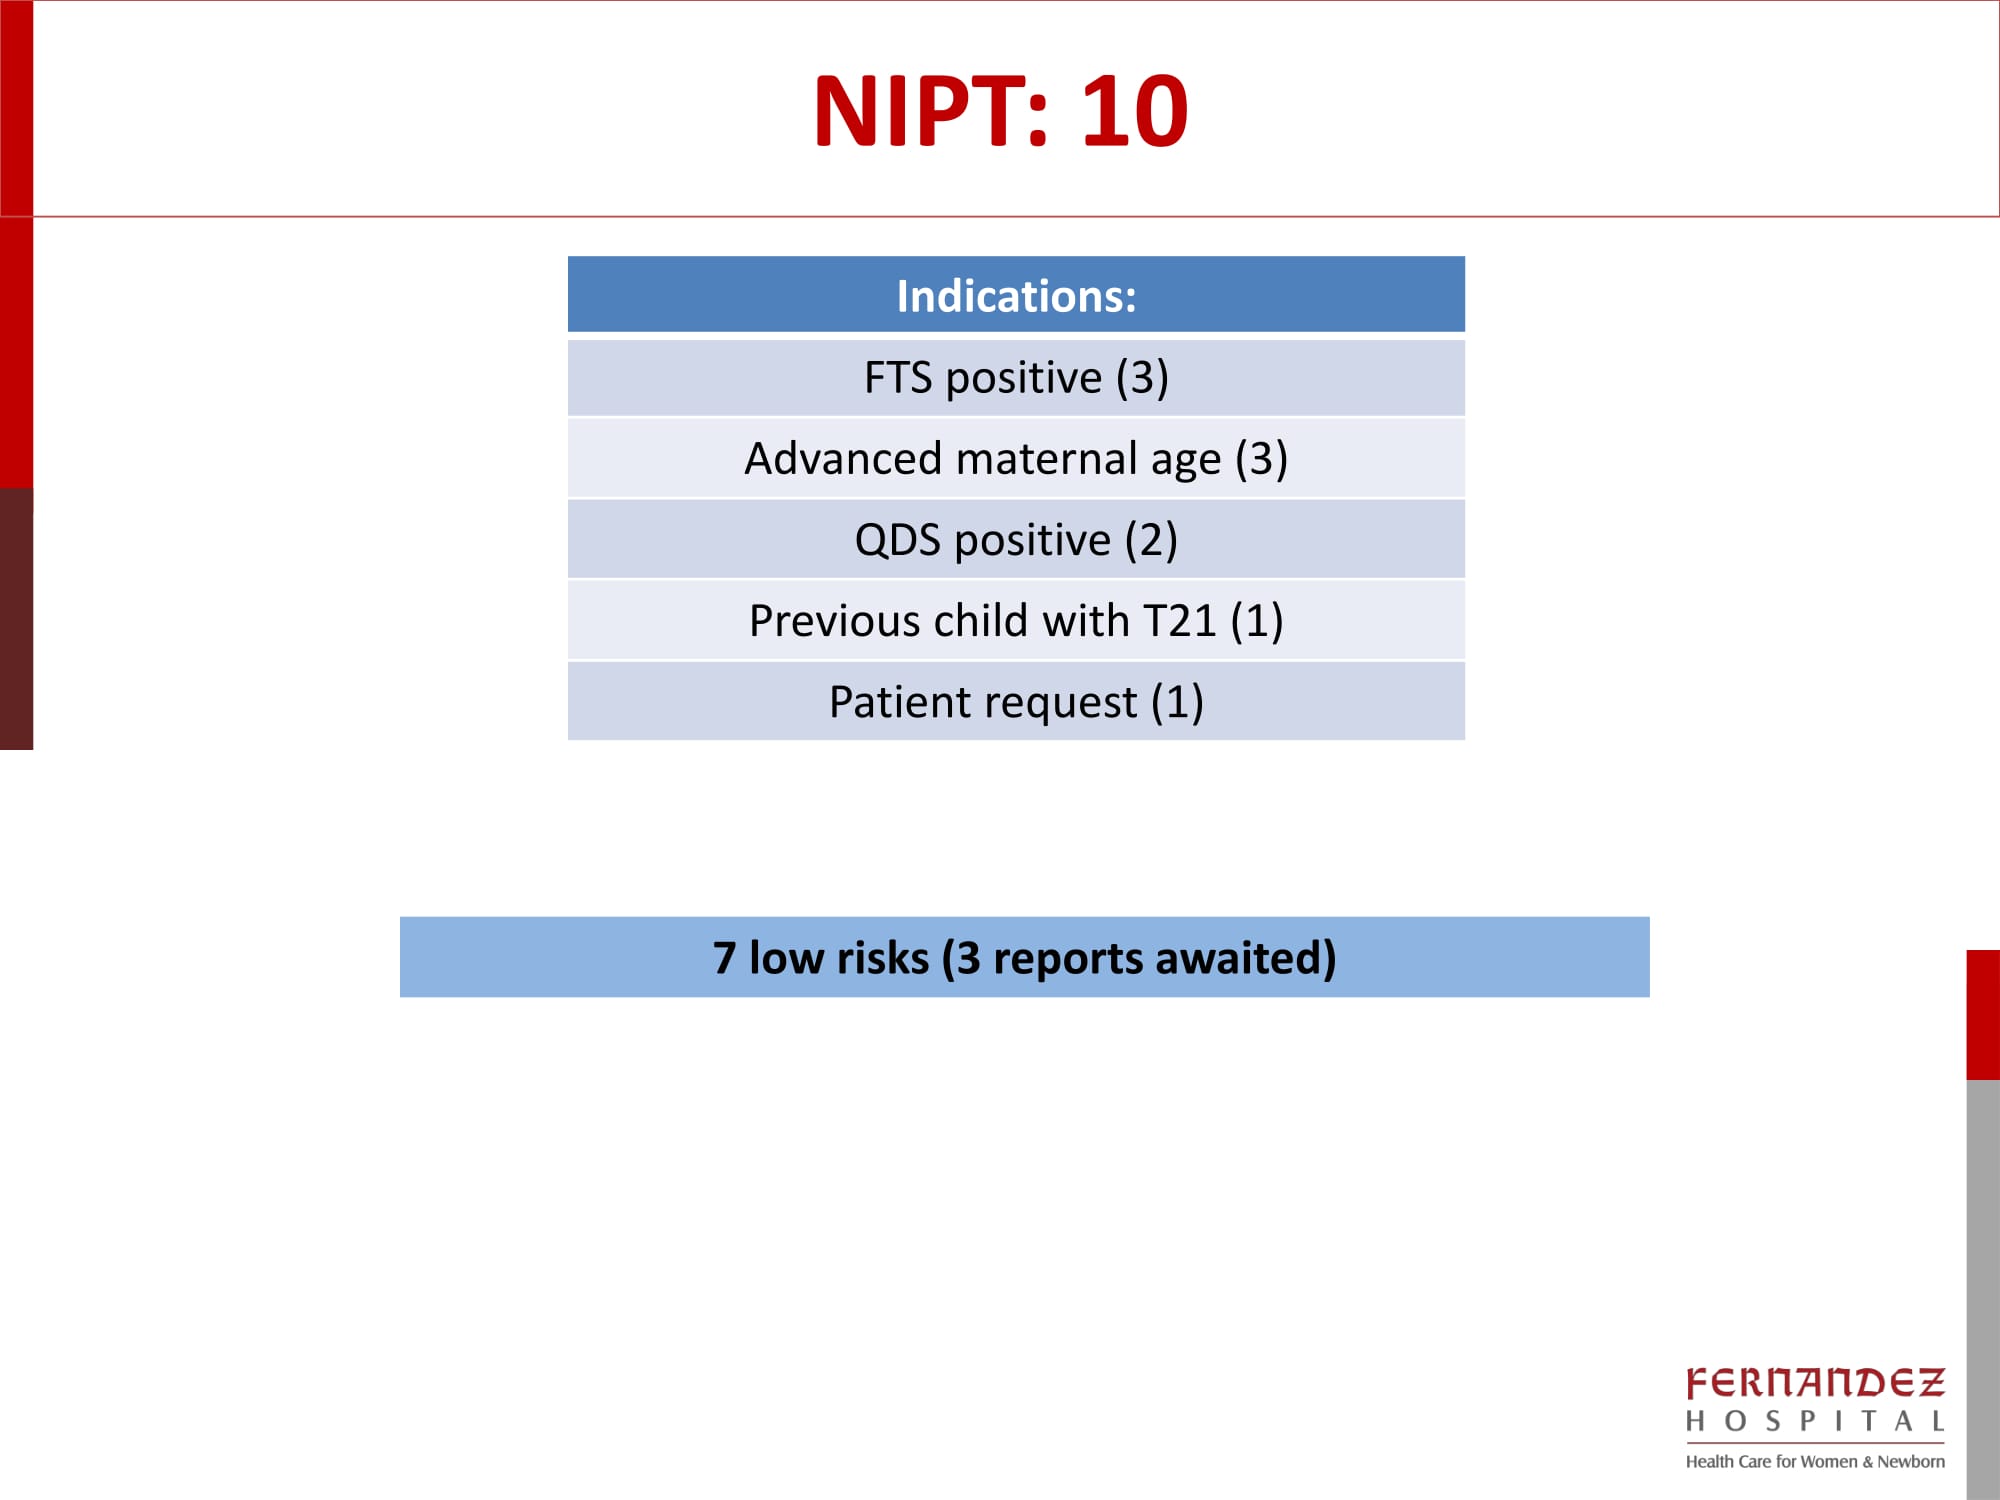 NIPT: 10
Indications:
FTS positive (3)
Advanced maternal age (3)
QDS positive (2)
Previous child with T21 (1)
Patient request (1)
7 low risks (3 reports awaited)
FERNANDEZ
HOSPITAL
Health Care for Women & Newborn